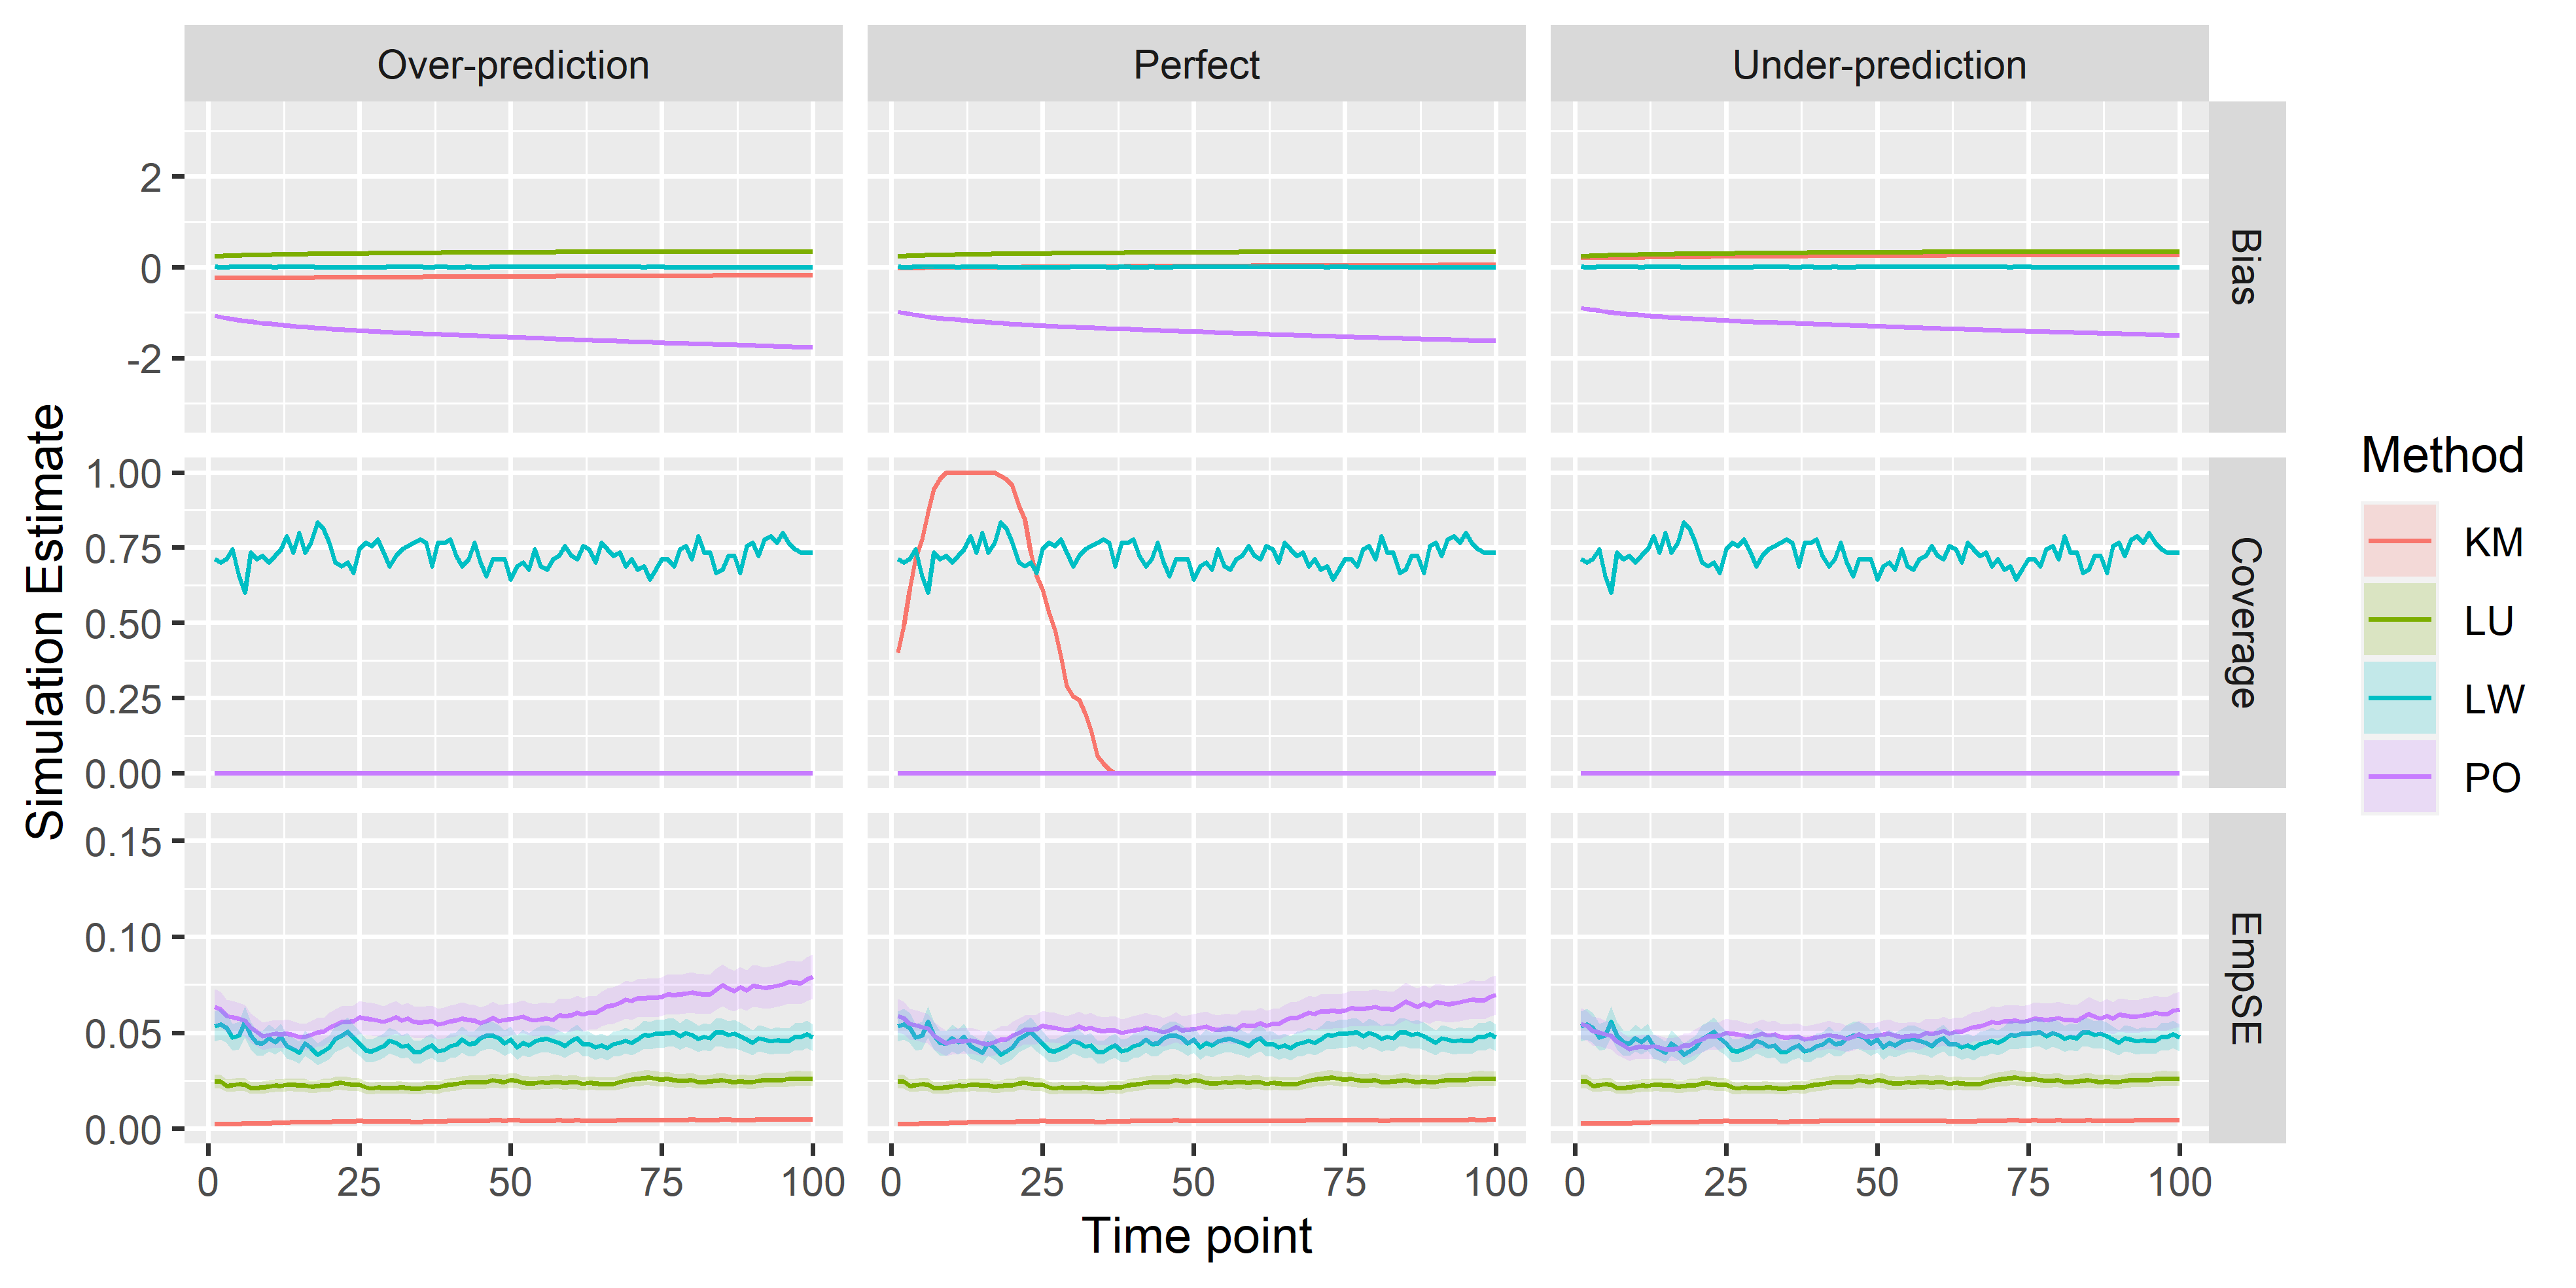 Over-prediction Perfect Under-prediction
2
0
-2
Bias
1.00
0.75
0.50
0.25
0.00
Coverage
0.15
0.10
0.05
0.00
EmpSE
0 25 50 75 100 0 25 50 75 100 0 25 50 75 100
Time point
Simulation Estimate
Method
KM
LU
LW
PO